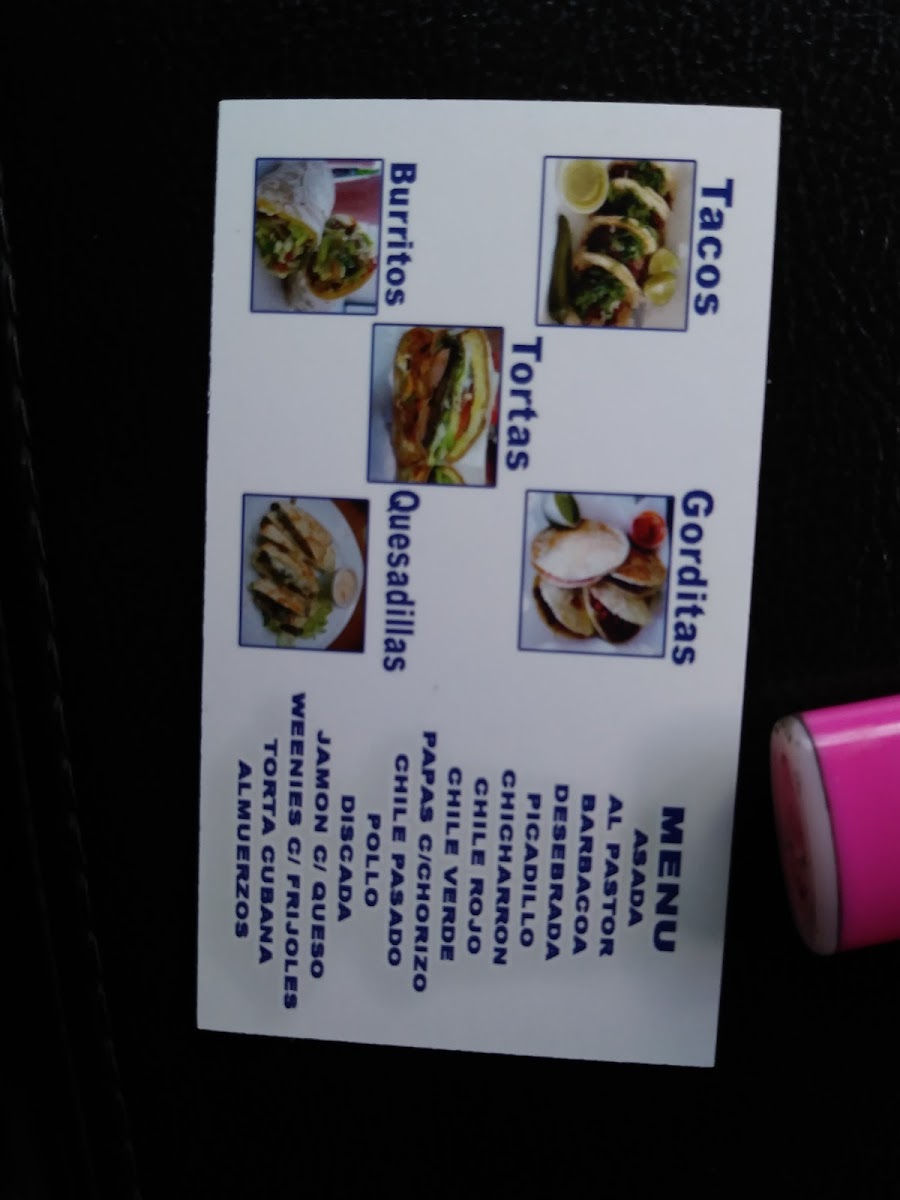 Tacos
Gorditas
Tortas
Burritos
Quesadillas
MENU
ASADA
AL PASTOR
BARBACOA
DESEBRADA
PICADILLO
CHICHARRON
CHILE ROJO
CHILE VERDE
PAPAS C/CHORIZO
CHILE PASADO
POLLO
DISCADA
JAMON C/ QUESO
WEENIES C/ FRIJOLES
TORTA CUBANA
ALMUERZOS